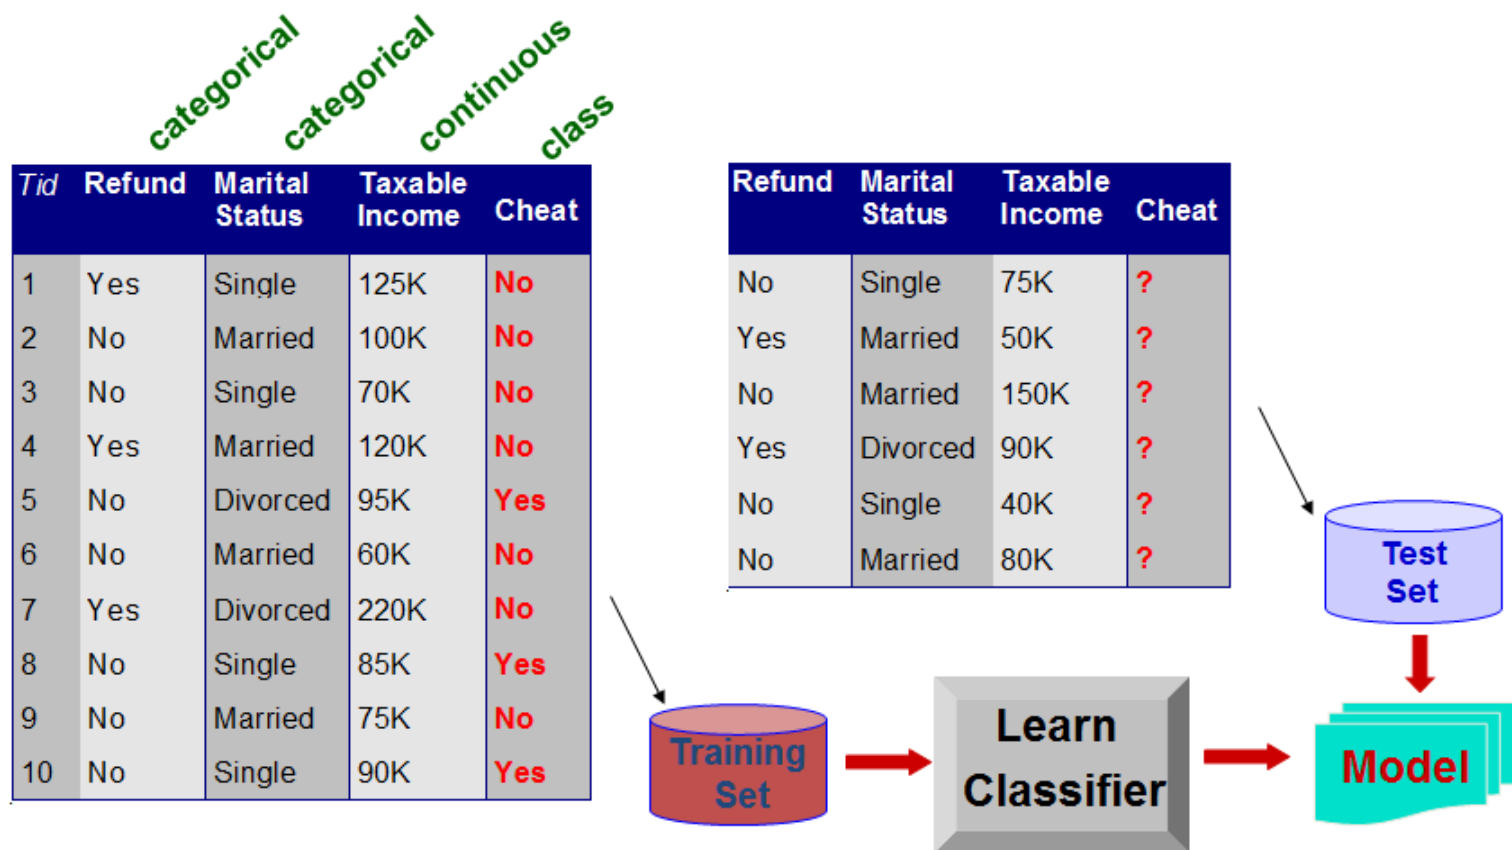 categorical
categorical
continuous
class
Tid Refund Marital Status Taxable Income Cheat
1 Yes Single 125K No
2 No Married 100K No
3 No Single 70K No
4 Yes Married 120K No
5 No Divorced 95K Yes
6 No Married 60K No
7 Yes Divorced 220K No
8 No Single 85K Yes
9 No Married 75K No
10 No Single 90K Yes
Refund Marital Status Taxable Income Cheat
No Single 75K ?
Yes Married 50K ?
No Married 150K ?
Yes Divorced 90K ?
No Single 40K ?
No Married 80K ?
Test
Set
Training
Set
Learn
Classifier
Model